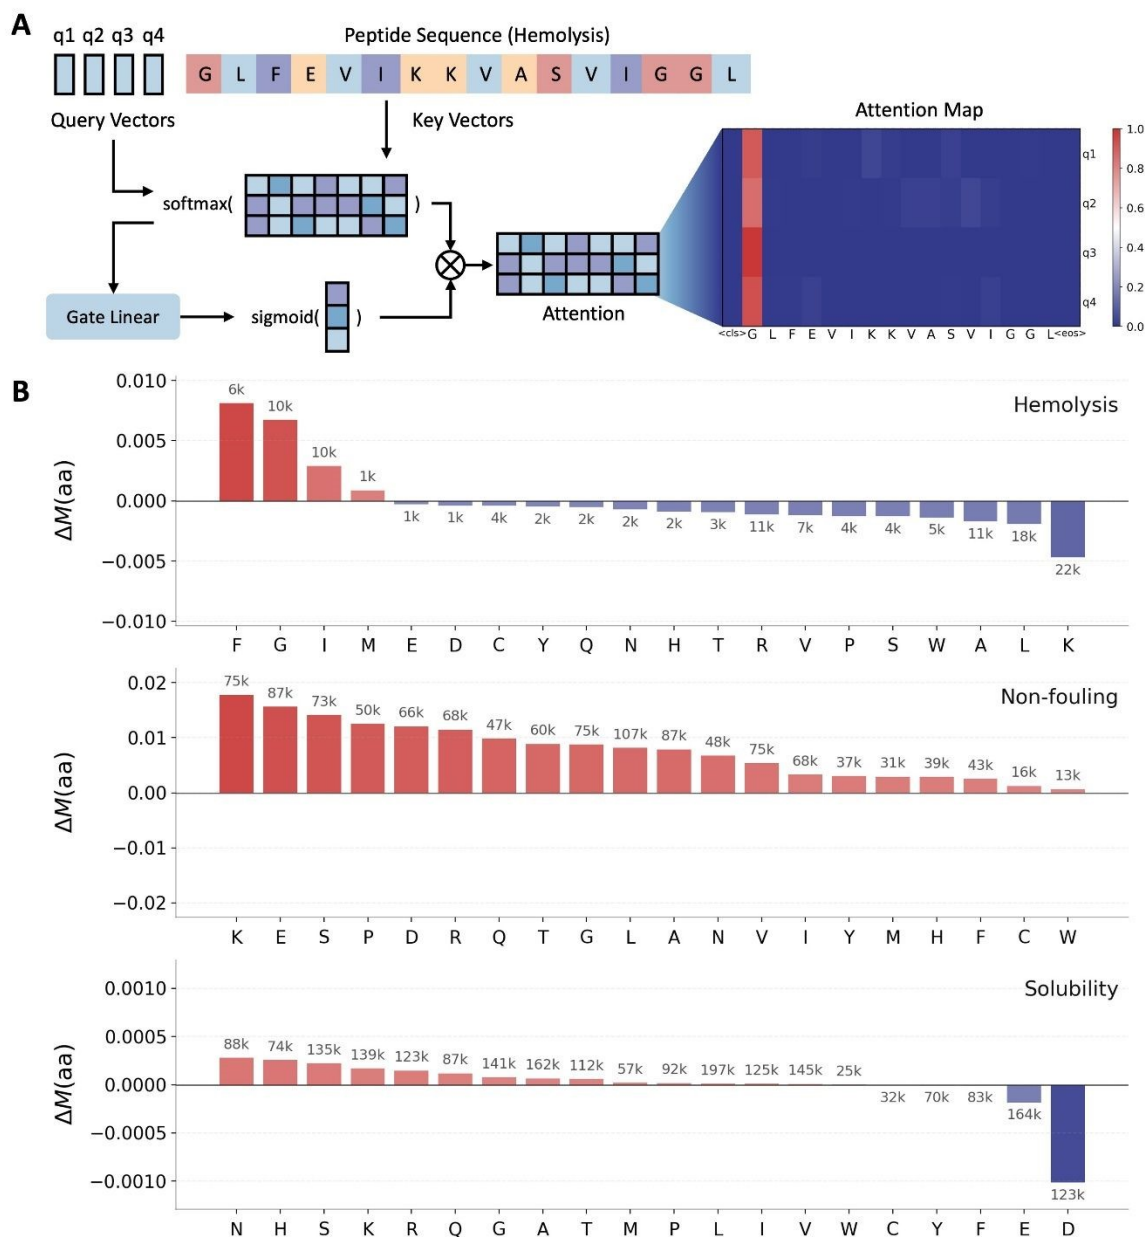 A
q1 q2 q3 q4
Peptide Sequence (Hemolysis)
G L F E V I K K V A S V I G G L
Query Vectors
Key Vectors
Attention Map
softmax( )
1.0
0.8
0.6
0.4
0.2
0.0
q1
q2
q3
q4
Gate Linear
sigmoid( )
Attention
<cls> G L F E V I K K V A S V I G G L <eos>
B
Hemolysis
ΔM(aa)
0.010
0.005
0.000
−0.005
−0.010
6k 10k 10k 1k 1k 1k 4k 2k 2k 2k 2k 3k 11k 7k 4k 4k 5k 11k 18k 22k
F G I M E D C Y Q N H T R V P S W A L K
Non-fouling
ΔM(aa)
0.02
0.01
0.00
−0.01
−0.02
75k 87k 73k 50k 66k 68k 47k 60k 75k 107k 87k 48k 75k 68k 37k 31k 39k 43k 16k 13k
K E S P D R Q T G L A N V I Y M H F C W
Solubility
ΔM(aa)
0.0010
0.0005
0.0000
−0.0005
−0.0010
88k 74k 135k 139k 123k 87k 141k 162k 112k 57k 92k 197k 125k 145k 25k 32k 70k 83k 164k 123k
N H S K R Q G A T M P L I V W C Y F E D